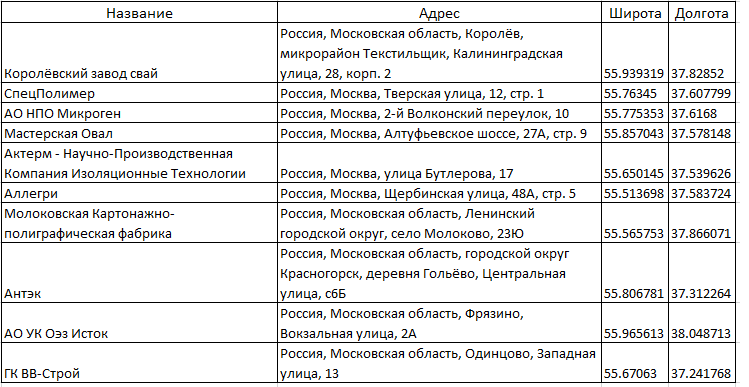 Название Адрес Широта Долгота
Россия, Московская область, Королёв,
микрорайон Текстильщик, Калининградская
Королёвский завод свай улица, 28, корп. 2 55.939319 37.82852
СпецПолимер Россия, Москва, Тверская улица, 12, стр. 1 55.76345 37.607799
АО НПО Микроген Россия, Москва, 2-й Волконский переулок, 10 55.775353 37.6168
Мастерская Овал Россия, Москва, Алтуфьевское шоссе, 27А, стр. 9 55.857043 37.578148
Актерм - Научно-Производственная
Компания Изоляционные Технологии Россия, Москва, улица Бутлерова, 17 55.650145 37.539626
Аллегри Россия, Москва, Щербинская улица, 48А, стр. 5 55.513698 37.583724
Молоковская Картонажно- Россия, Московская область, Ленинский
полиграфическая фабрика городской округ, село Молоково, 23Ю 55.565753 37.866071
Россия, Московская область, городской округ
Красногорск, деревня Гольёво, Центральная
Антэк улица, с6Б 55.806781 37.312264
Россия, Московская область, Фрязино,
АО УК Оэз Исток Вокзальная улица, 2А 55.965613 38.048713
Россия, Московская область, Одинцово, Западная
ГК ВВ-Строй улица, 13 55.67063 37.241768